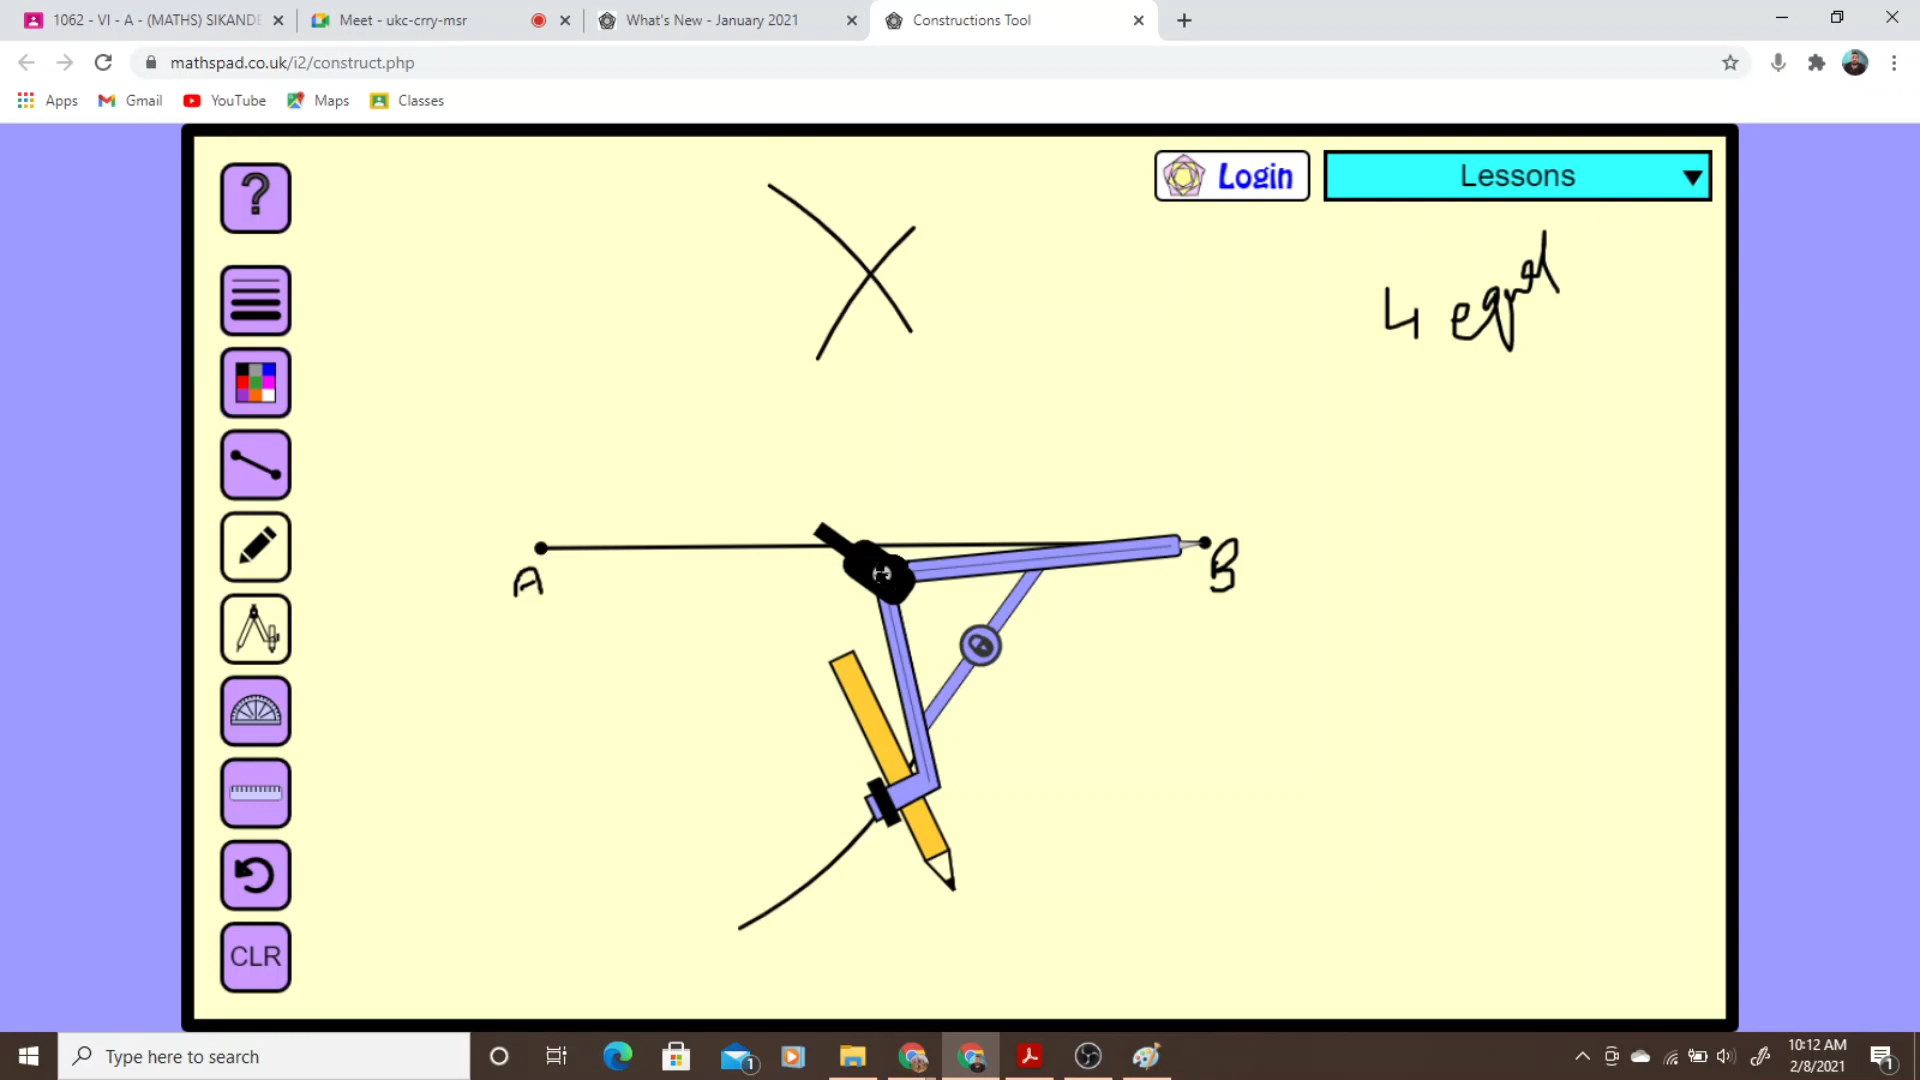 1062 - VI - A - (MATHS) SIKANDE
Meet - ukc-crry-msr
What's New - January 2021
Constructions Tool
mathspad.co.uk/i2/construct.php
Apps
Gmail
YouTube
Maps
Classes
?
Login
Lessons
4 equal
A
B
CLR
Type here to search
1
10:12 AM
2/8/2021
1